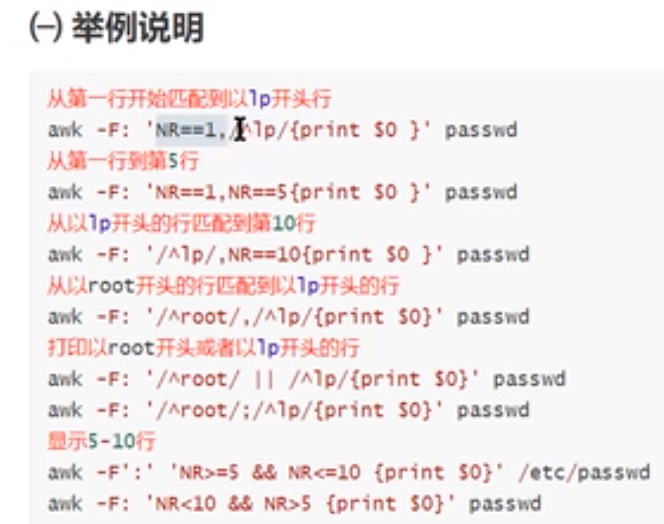 (一) 举例说明
从第一行开始匹配到以lp开头行
awk -F: 'NR==1,/^lp/{print $0 }' passwd
从第一行到第5行
awk -F: 'NR==1,NR==5{print $0 }' passwd
从以lp开头的行匹配到第10行
awk -F: '/^lp/,NR==10{print $0 }' passwd
从以root开头的行匹配到以lp开头的行
awk -F: '/^root/,/^lp/{print $0}' passwd
打印以root开头或者以lp开头的行
awk -F: '/^root/ || /^lp/{print $0}' passwd
awk -F: '/^root/;/^lp/{print $0}' passwd
显示5-10行
awk -F':' 'NR>=5 && NR<=10 {print $0}' /etc/passwd
awk -F: 'NR<10 && NR>5 {print $0}' passwd